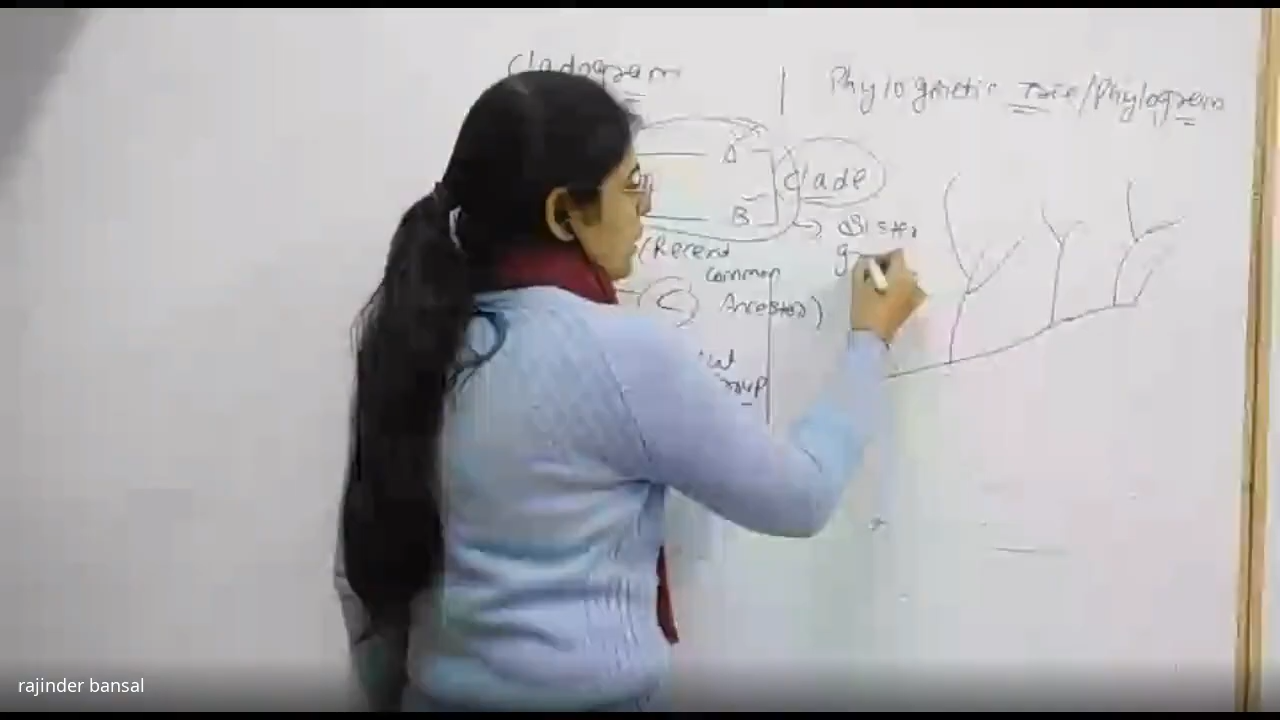 Cladogram
Phylogenetic Tree/Phylogram
A
Clade
B
→ Sister
g
(Recent
common
C
Ancestor)
rajinder bansal